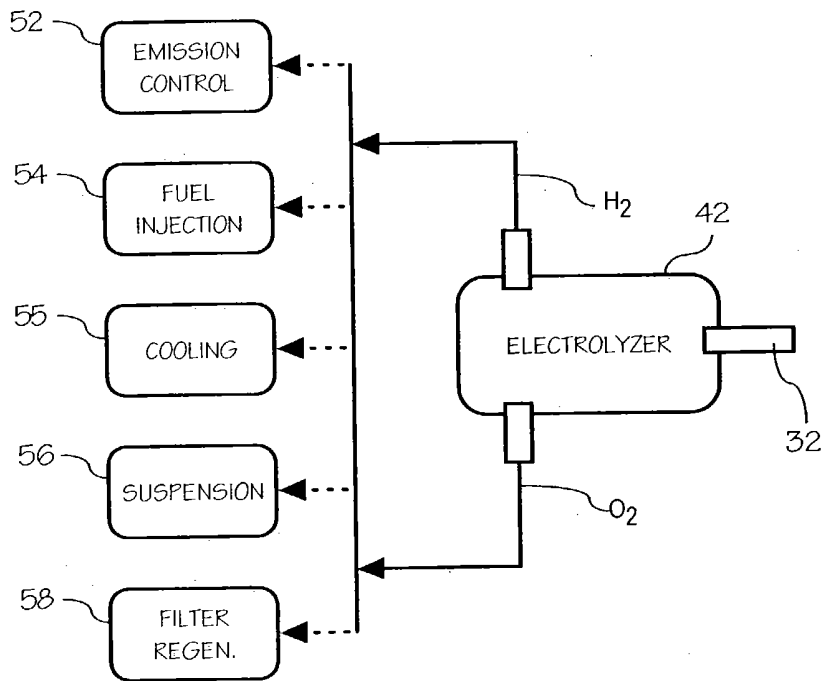 52
EMISSION
CONTROL
54
FUEL
INJECTION
H2
42
55
COOLING
ELECTROLYZER
32
56
SUSPENSION
O2
58
FILTER
REGEN.